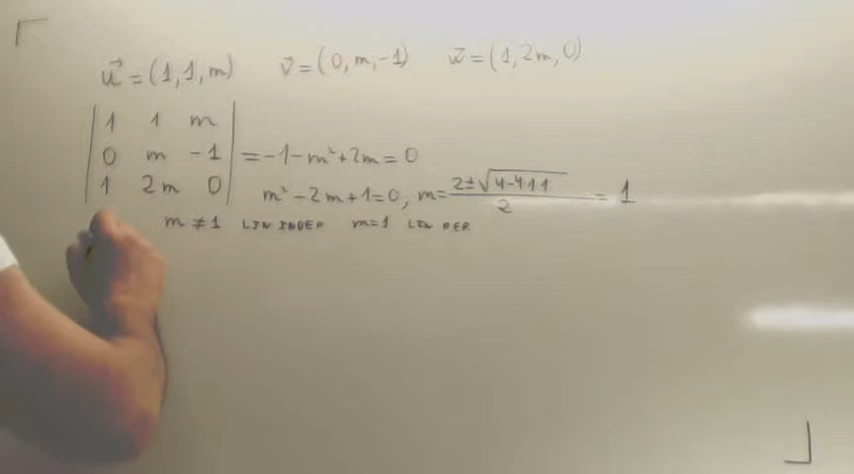 u⃗ = (1, 1, m) v⃗ = (0, m, -1) w⃗ = (1, 2m, 0)
| 1 1 m |
| 0 m -1 | = -1 - m² + 2m = 0
| 1 2m 0 | m² - 2m + 1 = 0, m = (2 ± √(4 - 4·1·1)) / 2 = 1
m ≠ 1 LIN INDEP m = 1 LIN DEP